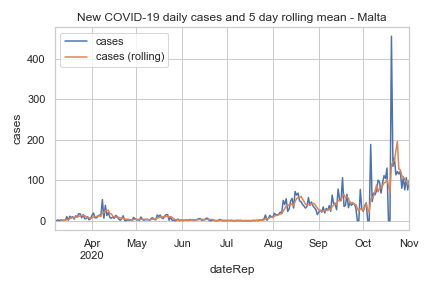 New COVID-19 daily cases and 5 day rolling mean - Malta
cases
cases (rolling)
400
300
200
100
0
cases
Apr May Jun Jul Aug Sep Oct Nov
2020
dateRep